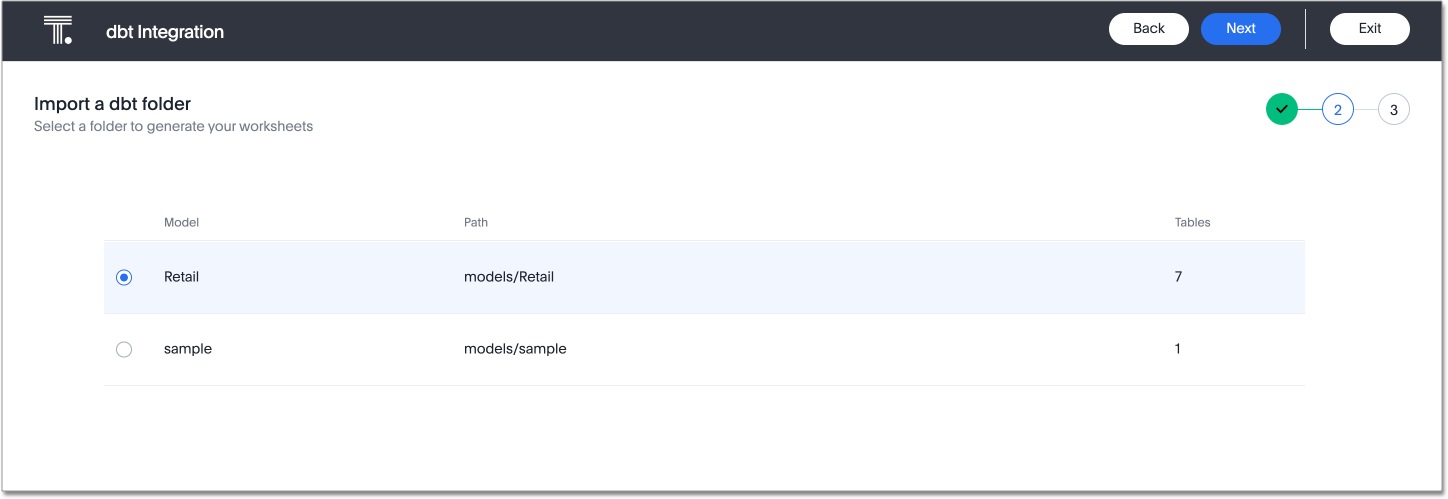 T. dbt Integration Back Next Exit
Import a dbt folder
Select a folder to generate your worksheets
2 3
Model Path Tables
Retail models/Retail 7
sample models/sample 1